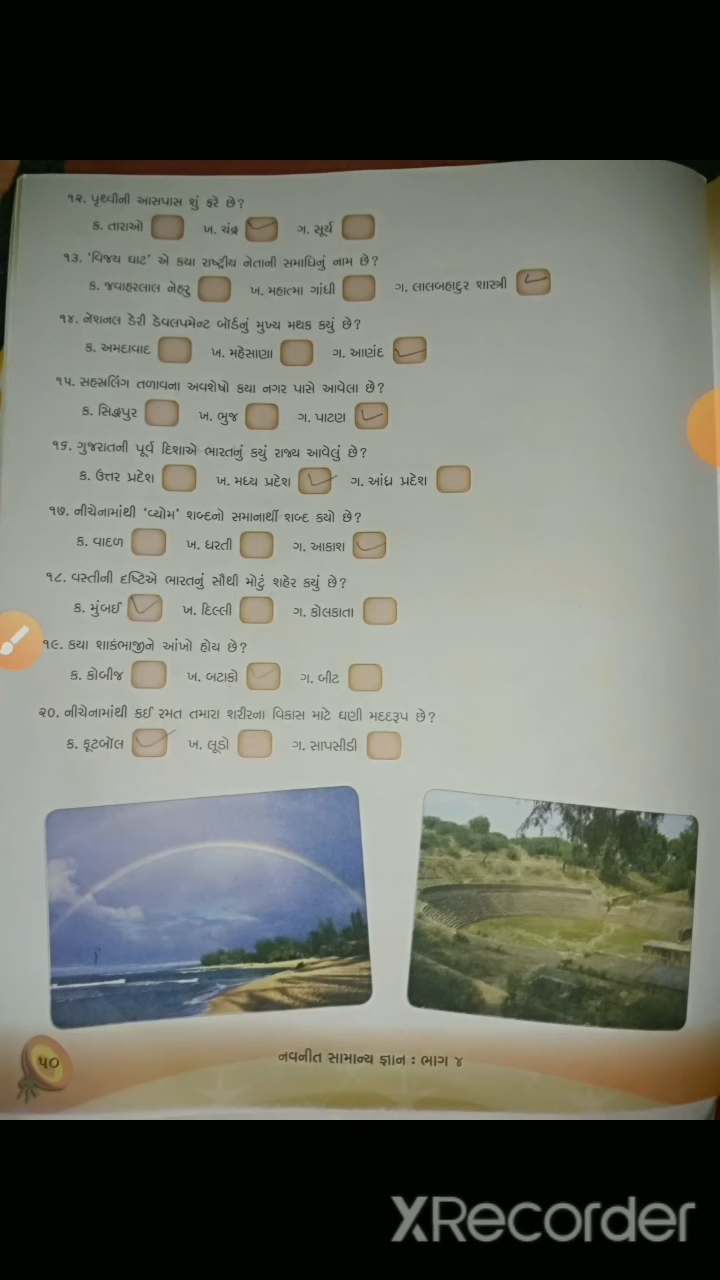 ૧૨. પૃથ્વીની આસપાસ શું ફરે છે?
ક. તારાઓ ખ. ચંદ્ર ગ. સૂર્ય
૧૩. ‘વિજય ઘાટ’ એ કયા રાષ્ટ્રીય નેતાની સમાધિનું નામ છે?
ક. જવાહરલાલ નેહરુ ખ. મહાત્મા ગાંધી ગ. લાલબહાદુર શાસ્ત્રી
૧૪. નૅશનલ ડેરી ડેવલપમેન્ટ બૉર્ડનું મુખ્ય મથક કયું છે?
ક. અમદાવાદ ખ. મહેસાણા ગ. આણંદ
૧૫. સહસ્રલિંગ તળાવના અવશેષો કયા નગર પાસે આવેલા છે?
ક. સિદ્ધપુર ખ. ભુજ ગ. પાટણ
૧૬. ગુજરાતની પૂર્વ દિશાએ ભારતનું કયું રાજ્ય આવેલું છે?
ક. ઉત્તર પ્રદેશ ખ. મધ્ય પ્રદેશ ગ. આંધ્ર પ્રદેશ
૧૭. નીચેનામાંથી ‘વ્યોમ’ શબ્દનો સમાનાર્થી શબ્દ કયો છે?
ક. વાદળ ખ. ધરતી ગ. આકાશ
૧૮. વસ્તીની દૃષ્ટિએ ભારતનું સૌથી મોટું શહેર કયું છે?
ક. મુંબઈ ખ. દિલ્લી ગ. કોલકાતા
૧૯. કયા શાકભાજીને આંખો હોય છે?
ક. કોબીજ ખ. બટાકો ગ. બીટ
૨૦. નીચેનામાંથી કઈ રમત તમારા શરીરના વિકાસ માટે ઘણી મદદરૂપ છે?
ક. ફૂટબૉલ ખ. લૂડો ગ. સાપસીડી
૫૦
નવનીત સામાન્ય જ્ઞાન : ભાગ ૪
XRecorder